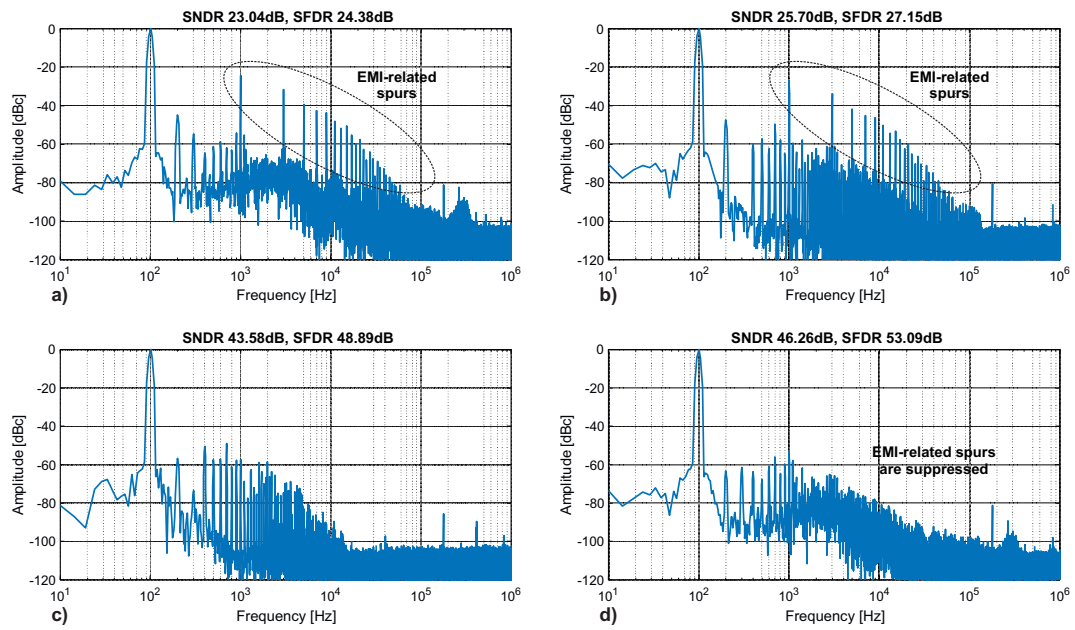 SNDR 23.04dB, SFDR 24.38dB
0
-20
-40
-60
-80
-100
-120
Amplitude [dBc]
EMI-related
spurs
10^1 10^2 10^3 10^4 10^5 10^6
Frequency [Hz]
a)
SNDR 25.70dB, SFDR 27.15dB
0
-20
-40
-60
-80
-100
-120
Amplitude [dBc]
EMI-related
spurs
10^1 10^2 10^3 10^4 10^5 10^6
Frequency [Hz]
b)
SNDR 43.58dB, SFDR 48.89dB
0
-20
-40
-60
-80
-100
-120
Amplitude [dBc]
10^1 10^2 10^3 10^4 10^5 10^6
Frequency [Hz]
c)
SNDR 46.26dB, SFDR 53.09dB
0
-20
-40
-60
-80
-100
-120
Amplitude [dBc]
EMI-related spurs
are suppressed
10^1 10^2 10^3 10^4 10^5 10^6
Frequency [Hz]
d)